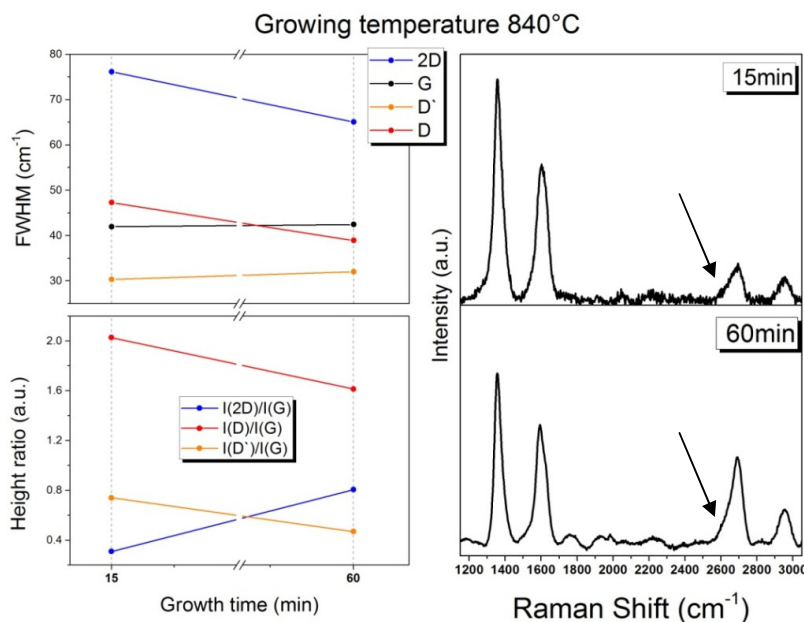 Growing temperature 840°C
80
70
60
50
40
30
FWHM (cm⁻¹)
2D
G
D`
D
2.0
1.6
1.2
0.8
0.4
Height ratio (a.u.)
I(2D)/I(G)
I(D)/I(G)
I(D`)/I(G)
15
60
Growth time (min)
15min
Intensity (a.u.)
60min
1200 1400 1600 1800 2000 2200 2400 2600 2800 3000
Raman Shift (cm⁻¹)